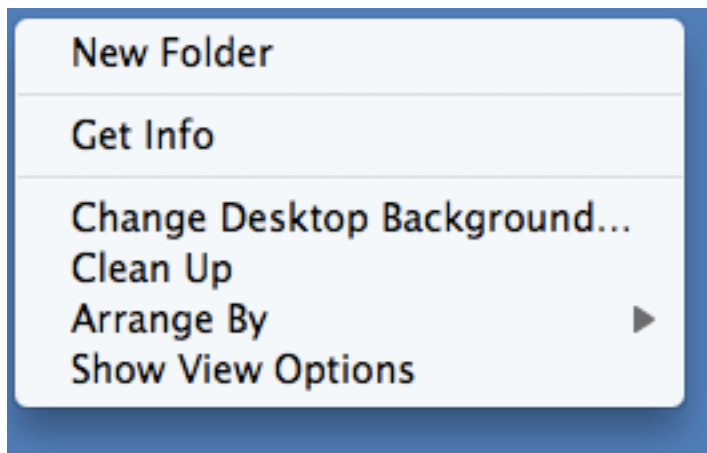 New Folder
Get Info
Change Desktop Background...
Clean Up
Arrange By
Show View Options